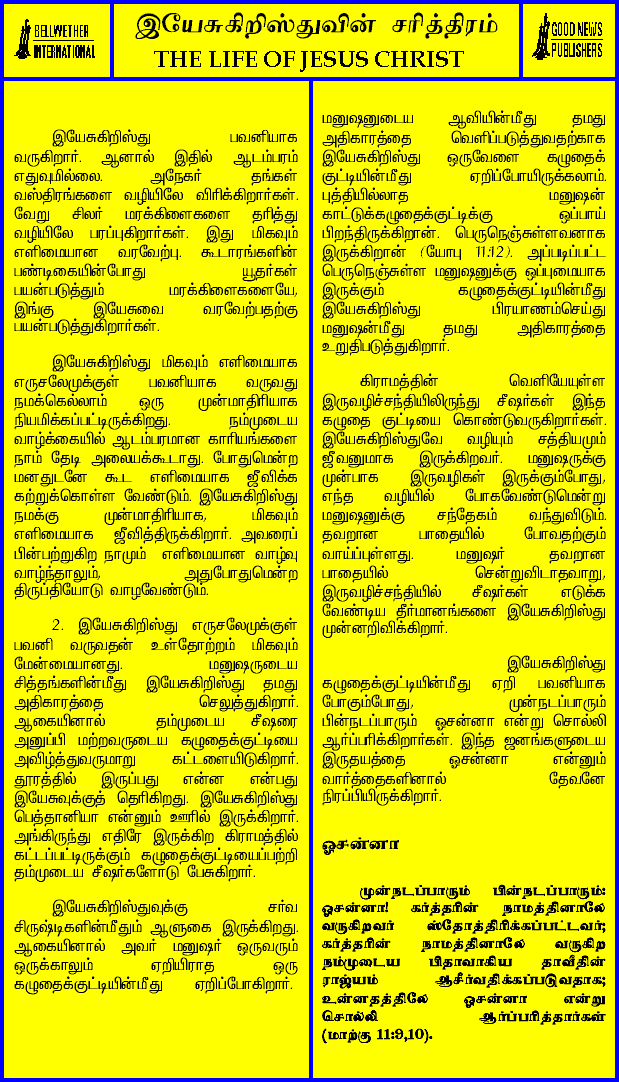 BELLWETHER
INTERNATIONAL
இயேசுகிறிஸ்துவின் சரித்திரம்
THE LIFE OF JESUS CHRIST
GOOD NEWS
PUBLISHERS
இயேசுகிறிஸ்து பவனியாக
வருகிறார். ஆனால் இதில் ஆடம்பரம்
எதுவுமில்லை. அநேகர் தங்கள்
வஸ்திரங்களை வழியிலே விரிக்கிறார்கள்.
வேறு சிலர் மரக்கிளைகளை தரித்து
வழியிலே பரப்புகிறார்கள். இது மிகவும்
எளிமையான வரவேற்பு. கூடாரங்களின்
பண்டிகையின்போது யூதர்கள்
பயன்படுத்தும் மரக்கிளைகளையே,
இங்கு இயேசுவை வரவேற்பதற்கு
பயன்படுத்துகிறார்கள்.
இயேசுகிறிஸ்து மிகவும் எளிமையாக
எருசலேமுக்குள் பவனியாக வருவது
நமக்கெல்லாம் ஒரு முன்மாதிரியாக
நியமிக்கப்பட்டிருக்கிறது. நம்முடைய
வாழ்க்கையில் ஆடம்பரமான காரியங்களை
நாம் தேடி அலையக்கூடாது. போதுமென்ற
மனதுடனே கூட எளிமையாக ஜீவிக்க
கற்றுக்கொள்ள வேண்டும். இயேசுகிறிஸ்து
நமக்கு முன்மாதிரியாக, மிகவும்
எளிமையாக ஜீவித்திருக்கிறார். அவரைப்
பின்பற்றுகிற நாமும் எளிமையான வாழ்வு
வாழ்ந்தாலும், அதுபோதுமென்ற
திருப்தியோடு வாழவேண்டும்.
2. இயேசுகிறிஸ்து எருசலேமுக்குள்
பவனி வருவதன் உள்தோற்றம் மிகவும்
மேன்மையானது. மனுஷருடைய
சித்தங்களின்மீது இயேசுகிறிஸ்து தமது
அதிகாரத்தை செலுத்துகிறார்.
ஆகையினால் தம்முடைய சீஷரை
அனுப்பி மற்றவருடைய கழுதைக்குட்டியை
அவிழ்த்துவருமாறு கட்டளையிடுகிறார்.
தூரத்தில் இருப்பது என்ன என்பது
இயேசுவுக்குத் தெரிகிறது. இயேசுகிறிஸ்து
பெத்தானியா என்னும் ஊரில் இருக்கிறார்.
அங்கிருந்து எதிரே இருக்கிற கிராமத்தில்
கட்டப்பட்டிருக்கும் கழுதைக்குட்டியைப்பற்றி
தம்முடைய சீஷர்களோடு பேசுகிறார்.
இயேசுகிறிஸ்துவுக்கு சர்வ
சிருஷ்டிகளின்மீதும் ஆளுகை இருக்கிறது.
ஆகையினால் அவர் மனுஷர் ஒருவரும்
ஒருக்காலும் ஏறியிராத ஒரு
கழுதைக்குட்டியின்மீது ஏறிப்போகிறார்.
மனுஷனுடைய ஆவியின்மீது தமது
அதிகாரத்தை வெளிப்படுத்துவதற்காக
இயேசுகிறிஸ்து ஒருவேளை கழுதைக்
குட்டியின்மீது ஏறிப்போயிருக்கலாம்.
புத்தியில்லாத மனுஷன்
காட்டுக்கழுதைக்குட்டிக்கு ஒப்பாய்
பிறந்திருக்கிறான். பெருநெஞ்சுள்ளவனாக
இருக்கிறான் (யோபு 11:12). அப்படிப்பட்ட
பெருநெஞ்சுள்ள மனுஷனுக்கு ஒப்புமையாக
இருக்கும் கழுதைக்குட்டியின்மீது
இயேசுகிறிஸ்து பிரயாணம்செய்து
மனுஷன்மீது தமது அதிகாரத்தை
உறுதிபடுத்துகிறார்.
கிராமத்தின் வெளியேயுள்ள
இருவழிச்சந்தியிலிருந்து சீஷர்கள் இந்த
கழுதை குட்டியை கொண்டுவருகிறார்கள்.
இயேசுகிறிஸ்துவே வழியும் சத்தியமும்
ஜீவனுமாக இருக்கிறவர். மனுஷருக்கு
முன்பாக இருவழிகள் இருக்கும்போது,
எந்த வழியில் போகவேண்டுமென்று
மனுஷனுக்கு சந்தேகம் வந்துவிடும்.
தவறான பாதையில் போவதற்கும்
வாய்ப்புள்ளது. மனுஷர் தவறான
பாதையில் சென்றுவிடாதவாறு,
இருவழிச்சந்தியில் சீஷர்கள் எடுக்க
வேண்டிய தீர்மானங்களை இயேசுகிறிஸ்து
முன்னறிவிக்கிறார்.
இயேசுகிறிஸ்து
கழுதைக்குட்டியின்மீது ஏறி பவனியாக
போகும்போது, முன்நடப்பாரும்
பின்நடப்பாரும் ஓசன்னா என்று சொல்லி
ஆர்ப்பரிக்கிறார்கள். இந்த ஜனங்களுடைய
இருதயத்தை ஓசன்னா என்னும்
வார்த்தைகளினால் தேவனே
நிரப்பியிருக்கிறார்.
ஓசன்னா
முன்நடப்பாரும் பின்நடப்பாரும்:
ஓசன்னா! கர்த்தரின் நாமத்தினாலே
வருகிறவர் ஸ்தோத்திரிக்கப்பட்டவர்;
கர்த்தரின் நாமத்தினாலே வருகிற
நம்முடைய பிதாவாகிய தாவீதின்
ராஜ்யம் ஆசீர்வதிக்கப்படுவதாக;
உன்னதத்திலே ஓசன்னா என்று
சொல்லி ஆர்ப்பரித்தார்கள்
(மாற்கு 11:9,10).